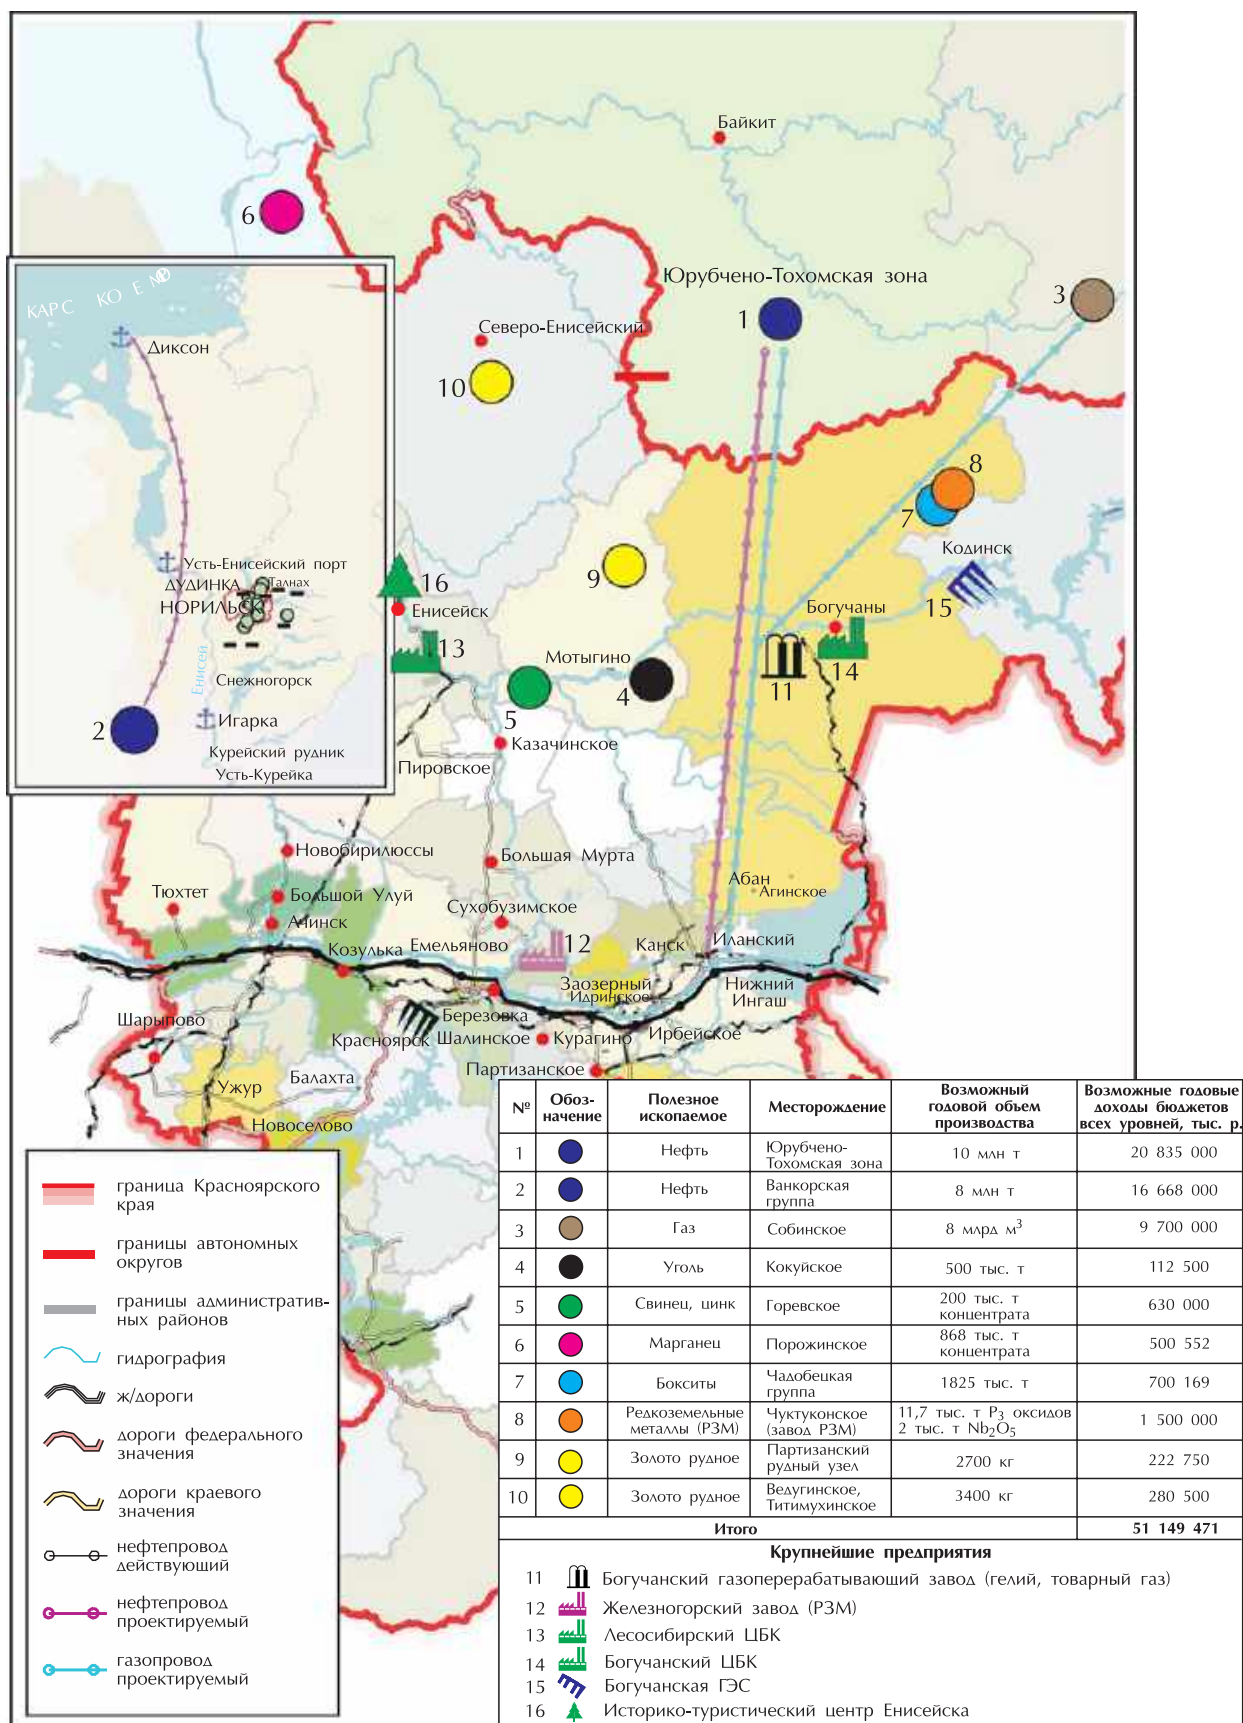 Байкит
6
Юрубчено-Тохомская зона
3
1
КАРСКОЕ М
Диксон
Северо-Енисейский
10
8
7
Кодинск
Усть-Енисейский порт
ДУДИНКА
Талнах
НОРИЛЬСК
16
9
15
Енисейск
Богучаны
13
Мотыгино
Енисей
Снежногорск
4
11
14
5
2
Игарка
Казачинское
Курейский рудник
Пировское
Усть-Курейка
Новобирилюссы
Большая Мурта
Тюхтет
Большой Улуй
Абан
Агинское
Сухобузимское
Ачинск
Козулька
Емельяново
12
Канск
Иланский
Заозерный
Идринское
Нижний
Ингаш
Шарыпово
Березовка
Красноярск
Шалинское
Курагино
Ирбейское
Партизанское
Ужур
Балахта
Новоселово
граница Красноярского
края
границы автономных
округов
границы административ-
ных районов
гидрография
ж/дороги
дороги федерального
значения
дороги краевого
значения
нефтепровод
действующий
нефтепровод
проектируемый
газопровод
проектируемый
№ Обоз-начение Полезное ископаемое Месторождение Возможный годовой объем производства Возможные годовые доходы бюджетов всех уровней, тыс. р.
1 Нефть Юрубчено-Тохомская зона 10 млн т 20 835 000
2 Нефть Ванкорская группа 8 млн т 16 668 000
3 Газ Собинское 8 млрд м³ 9 700 000
4 Уголь Кокуйское 500 тыс. т 112 500
5 Свинец, цинк Горевское 200 тыс. т концентрата 630 000
6 Марганец Порожинское 868 тыс. т концентрата 500 552
7 Бокситы Чадобецкая группа 1825 тыс. т 700 169
8 Редкоземельные металлы (РЗМ) Чуктуконское (завод РЗМ) 11,7 тыс. т Р₃ оксидов 2 тыс. т Nb₂O₅ 1 500 000
9 Золото рудное Партизанский рудный узел 2700 кг 222 750
10 Золото рудное Ведугинское, Титимухинское 3400 кг 280 500
Итого 51 149 471
Крупнейшие предприятия
11 Богучанский газоперерабатывающий завод (гелий, товарный газ)
12 Железногорский завод (РЗМ)
13 Лесосибирский ЦБК
14 Богучанский ЦБК
15 Богучанская ГЭС
16 Историко-туристический центр Енисейска